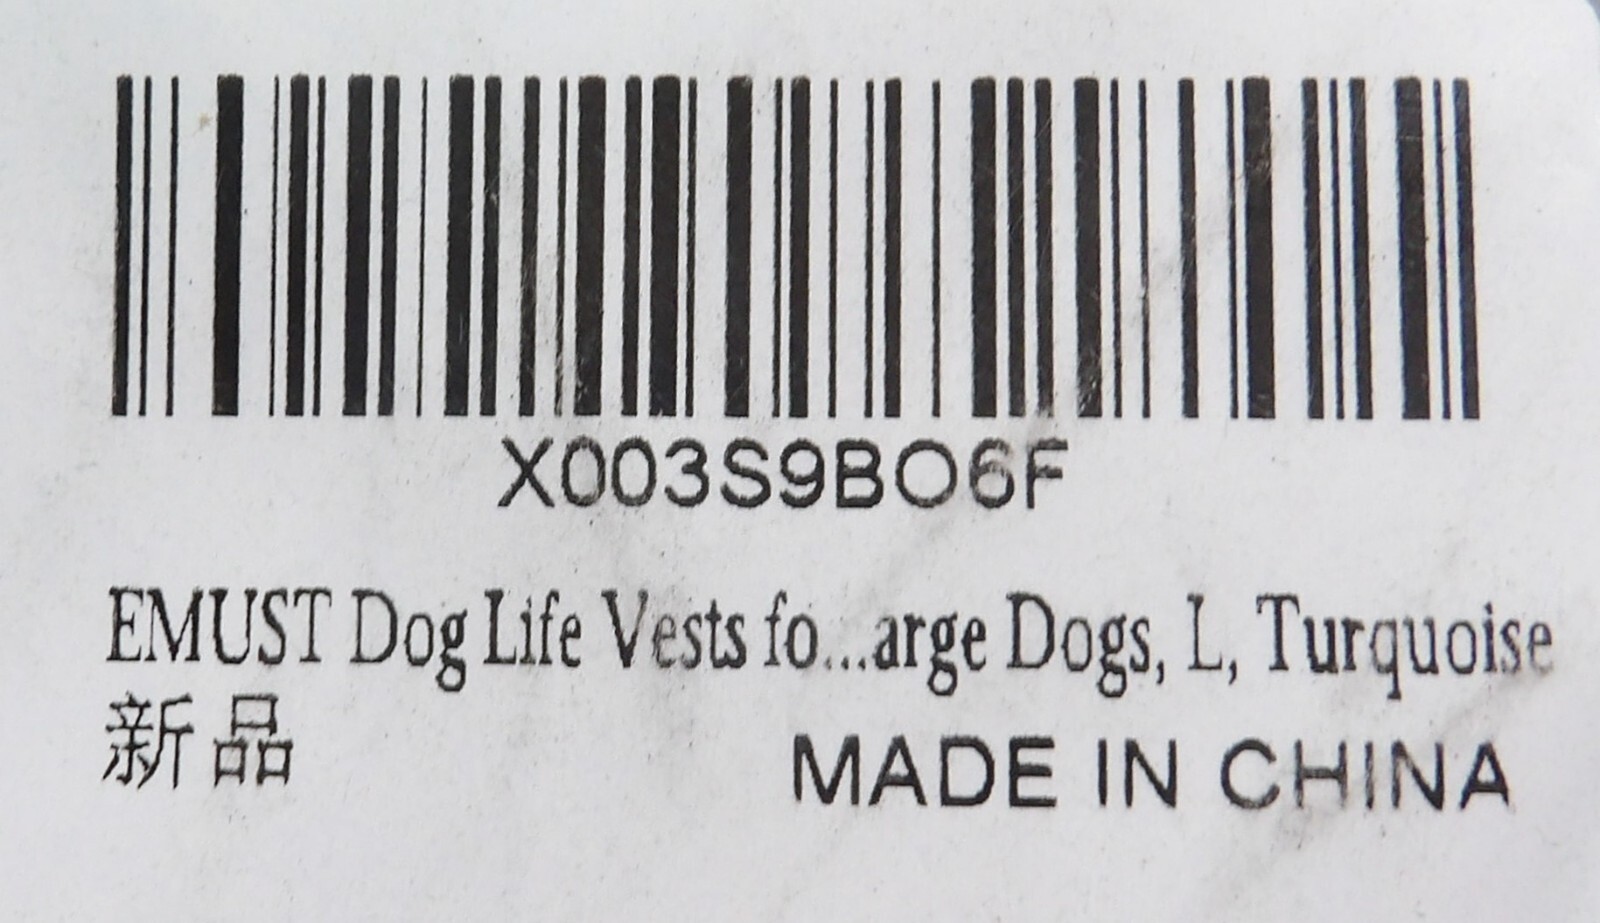 X003S9BO6F
EMUST Dog Life Vests fo...arge Dogs, L, Turquoise
新品
MADE IN CHINA